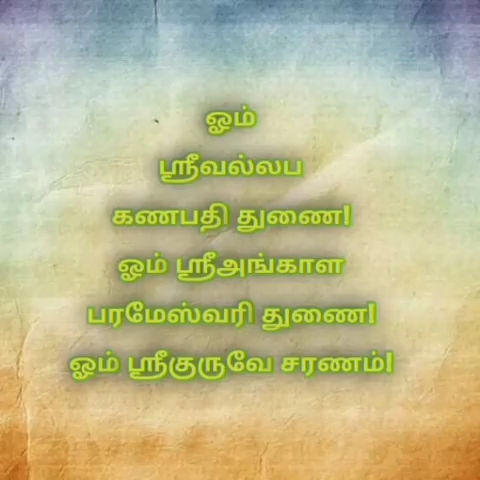 ஓம்
ஸ்ரீவல்லப
கணபதி துணை!
ஓம் ஸ்ரீஅங்காள
பரமேஸ்வரி துணை!
ஓம் ஸ்ரீகுருவே சரணம்!